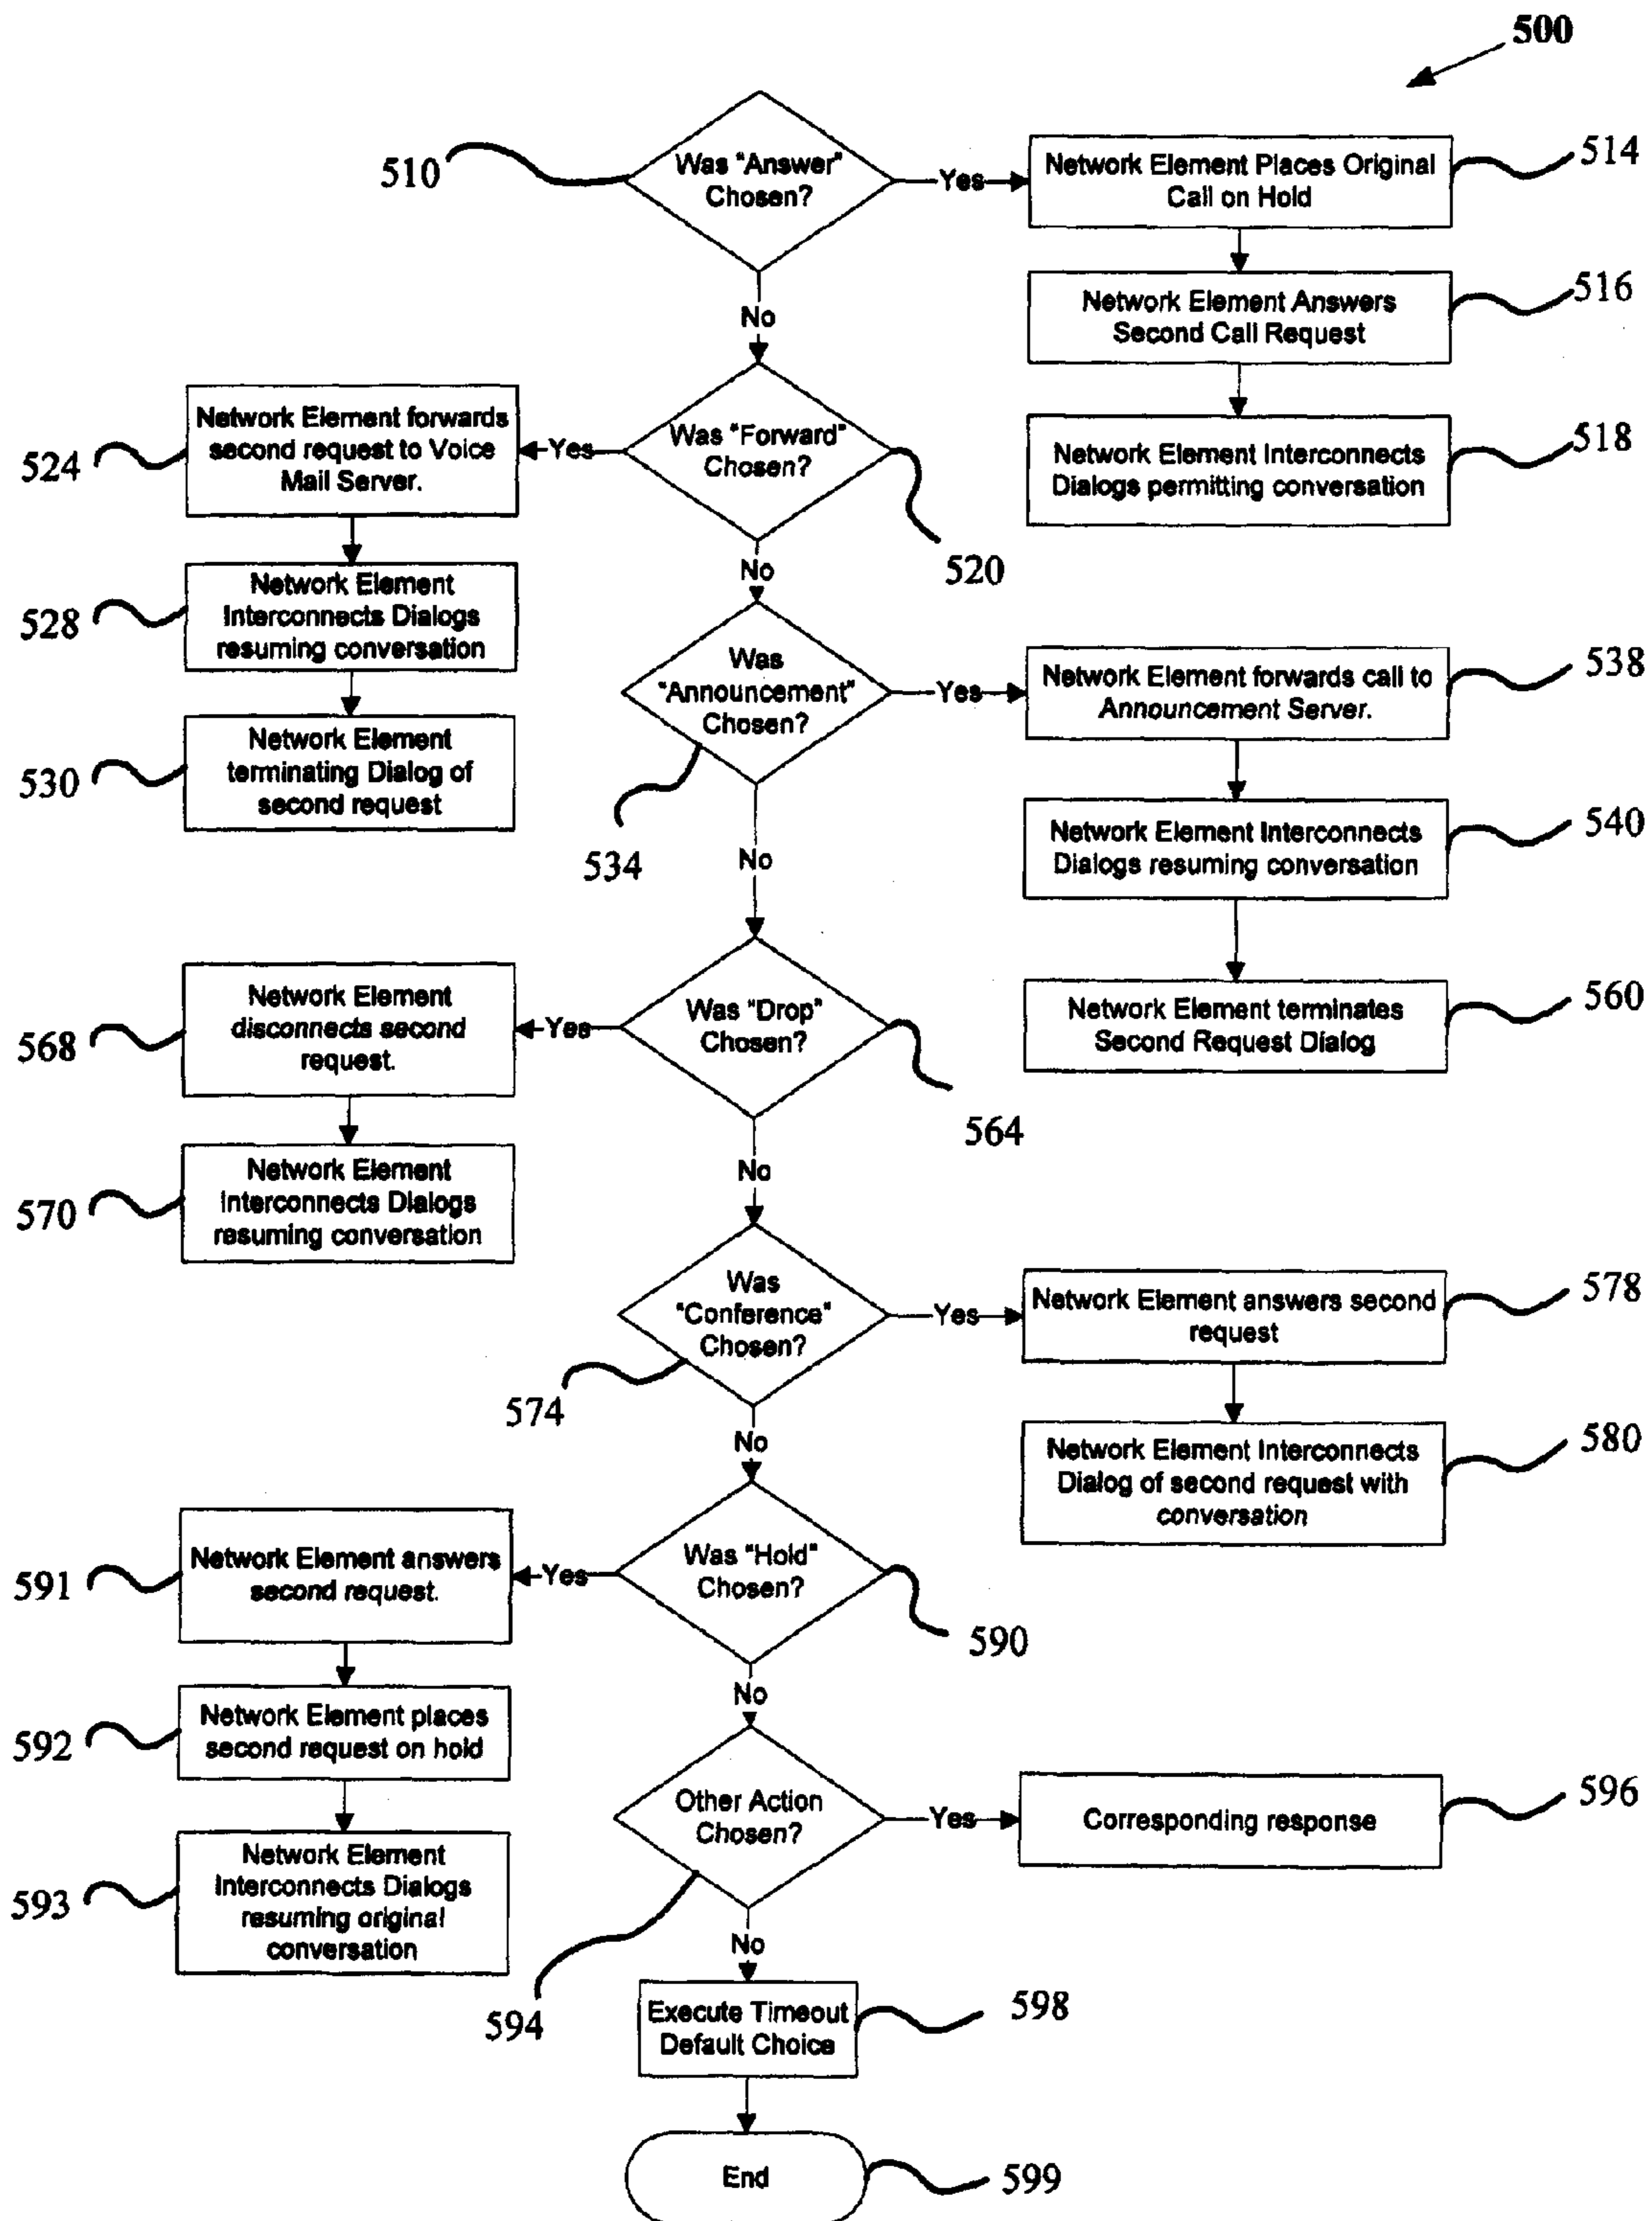 500
510
Was "Answer"
Chosen?
Yes
Network Element Places Original
Call on Hold
514
No
Network Element Answers
Second Call Request
516
Network Element forwards
second request to Voice
Mail Server.
524
Yes
Was "Forward"
Chosen?
520
Network Element Interconnects
Dialogs permitting conversation
518
No
Network Element
Interconnects Dialogs
resuming conversation
528
Network Element
terminating Dialog of
second request
530
Was
"Announcement"
Chosen?
534
Yes
Network Element forwards call to
Announcement Server.
538
No
Network Element Interconnects
Dialogs resuming conversation
540
Network Element
disconnects second
request.
568
Yes
Was "Drop"
Chosen?
564
Network Element terminates
Second Request Dialog
560
No
Network Element
Interconnects Dialogs
resuming conversation
570
Was
"Conference"
Chosen?
574
Yes
Network Element answers second
request
578
No
Network Element Interconnects
Dialog of second request with
conversation
580
Network Element answers
second request.
591
Yes
Was "Hold"
Chosen?
590
No
Network Element places
second request on hold
592
Network Element
Interconnects Dialogs
resuming original
conversation
593
Other Action
Chosen?
594
Yes
Corresponding response
596
No
Execute Timeout
Default Choice
598
End
599